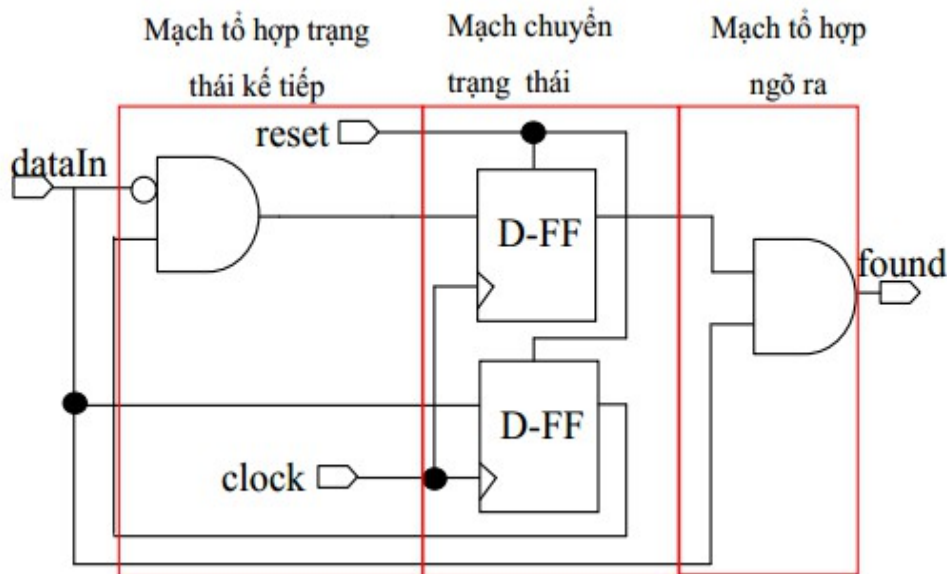 Mạch tổ hợp trạng
thái kế tiếp
Mạch chuyển
trạng thái
Mạch tổ hợp
ngõ ra
reset
dataIn
D-FF
found
D-FF
clock